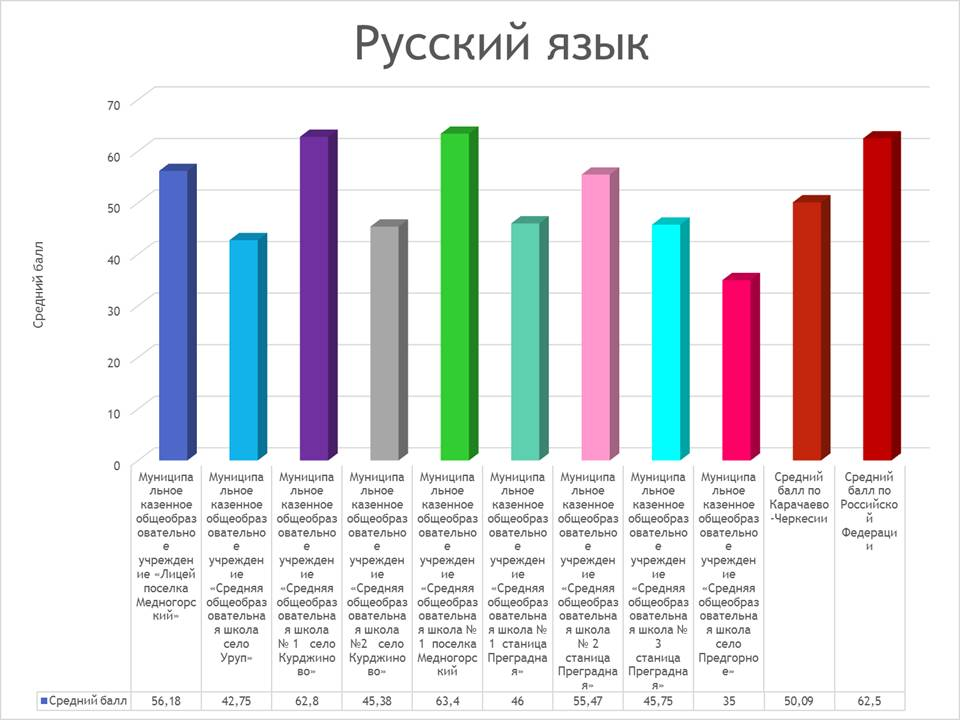 Русский язык
Средний балл
70
60
50
40
30
20
10
0
Муниципа
льное
казенное
общеобраз
овательно
е
учрежден
ие «Лицей
поселка
Медногорс
кий»
Муниципа
льное
казенное
общеобраз
овательно
е
учрежден
ие
«Средняя
общеобраз
овательна
я школа
село
Уруп»
Муниципа
льное
казенное
общеобраз
овательно
е
учрежден
ие
«Средняя
общеобраз
овательна
я школа
№ 1 село
Курджино
во»
Муниципа
льное
казенное
общеобраз
овательно
е
учрежден
ие
«Средняя
общеобраз
овательна
я школа
№2 село
Курджино
во»
Муниципа
льное
казенное
общеобраз
овательно
е
учрежден
ие
«Средняя
общеобраз
овательна
я школа №
1 поселка
Медногорс
кий
Муниципа
льное
казенное
общеобраз
овательно
е
учрежден
ие
«Средняя
общеобраз
овательна
я школа №
1 станица
Преградна
я»
Муниципа
льное
казенное
общеобраз
овательно
е
учрежден
ие
«Средняя
общеобраз
овательна
я школа
№ 2
станица
Преградна
я»
Муниципа
льное
казенное
общеобраз
овательно
е
учрежден
ие
«Средняя
общеобраз
овательна
я школа №
3
станица
Преградна
я»
Муниципа
льное
казенное
общеобраз
овательно
е
учрежден
ие
«Средняя
общеобраз
овательна
я школа
село
Предгорно
е»
Средний
балл по
Карачаево
-Черкесии
Средний
балл по
Российско
й
Федераци
и
Средний балл 56,18 42,75 62,8 45,38 63,4 46 55,47 45,75 35 50,09 62,5